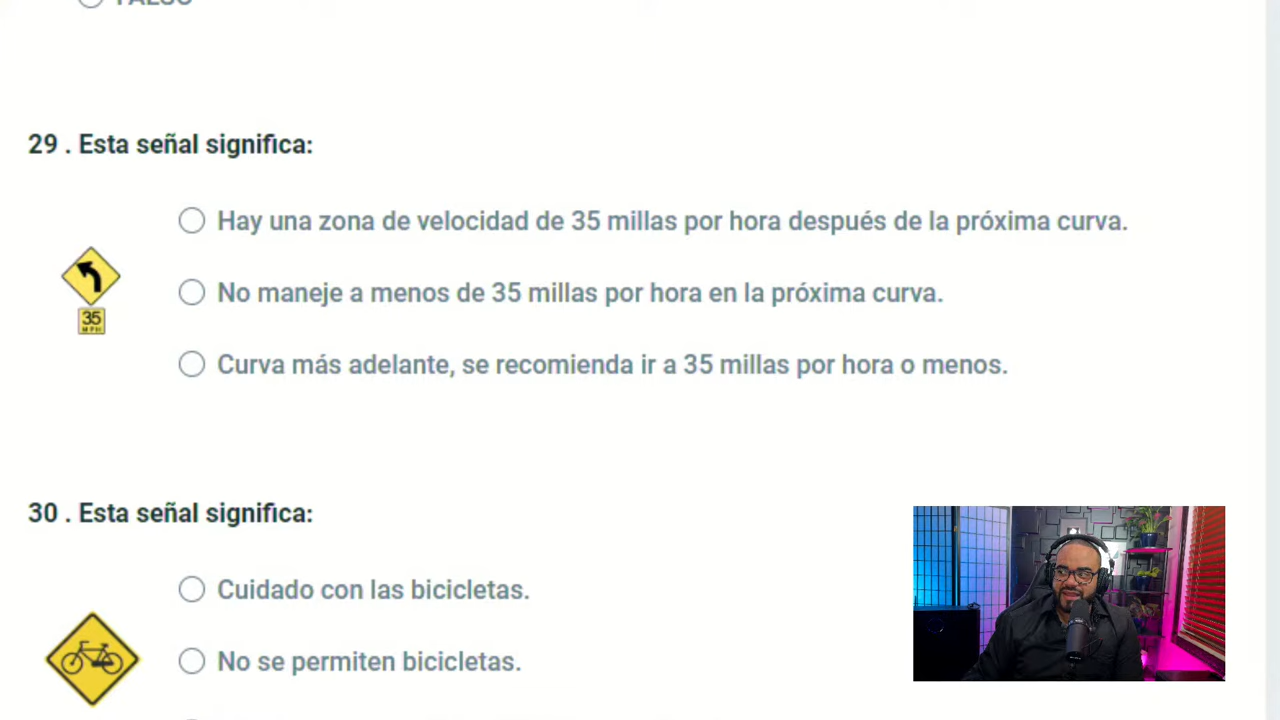 FALSO
29 . Esta señal significa:
Hay una zona de velocidad de 35 millas por hora después de la próxima curva.
No maneje a menos de 35 millas por hora en la próxima curva.
35
MPH
Curva más adelante, se recomienda ir a 35 millas por hora o menos.
30 . Esta señal significa:
Cuidado con las bicicletas.
No se permiten bicicletas.